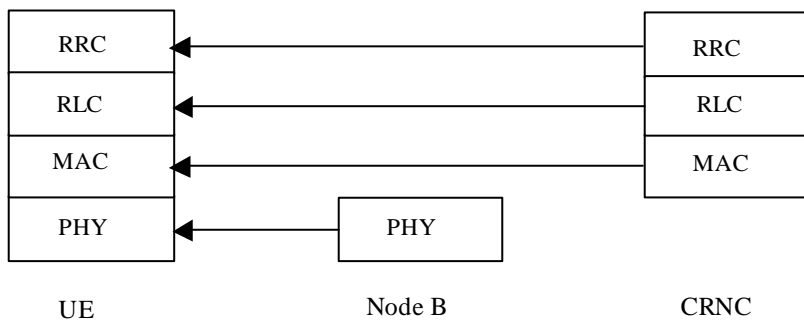 RRC RRC
RLC RLC
MAC MAC
PHY PHY
UE Node B CRNC